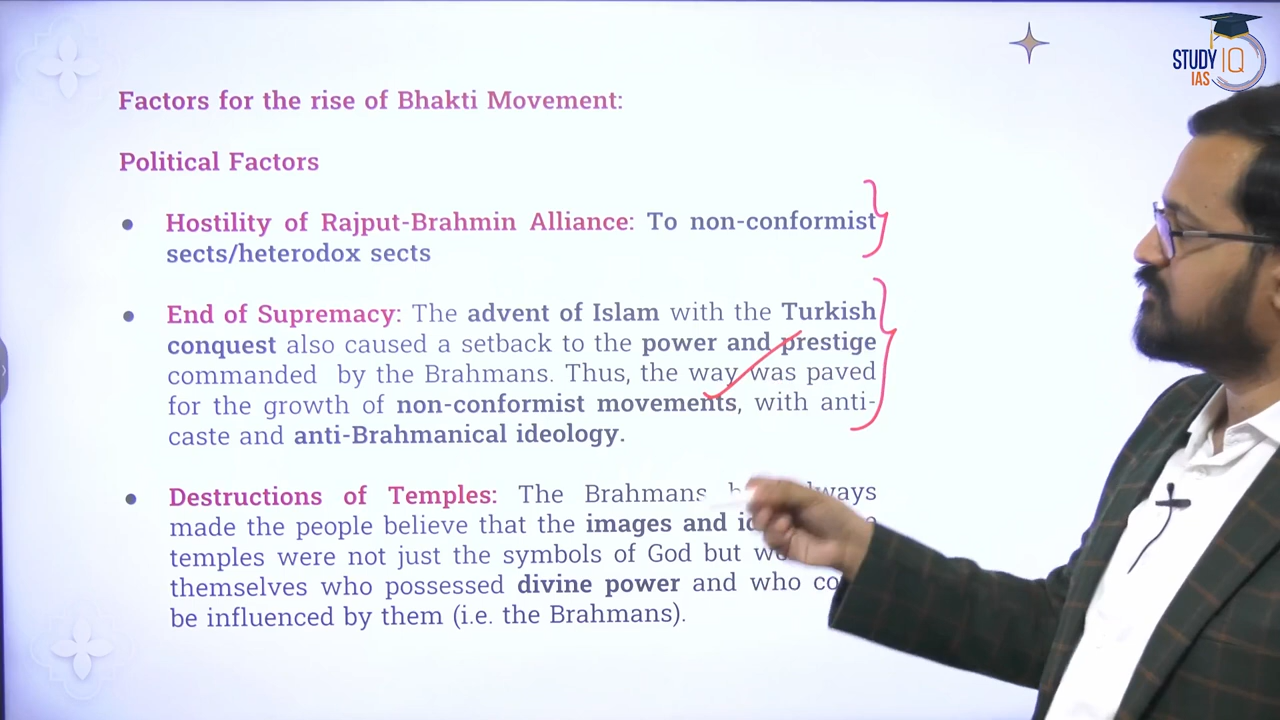 STUDY IQ
IAS
Factors for the rise of Bhakti Movement:
Political Factors
Hostility of Rajput-Brahmin Alliance: To non-conformist
sects/heterodox sects
End of Supremacy: The advent of Islam with the Turkish
conquest also caused a setback to the power and prestige
commanded by the Brahmans. Thus, the way was paved
for the growth of non-conformist movements, with anti-
caste and anti-Brahmanical ideology.
Destructions of Temples: The Brahmans
made the people believe that the images and
temples were not just the symbols of God but
themselves who possessed divine power and who
be influenced by them (i.e. the Brahmans).